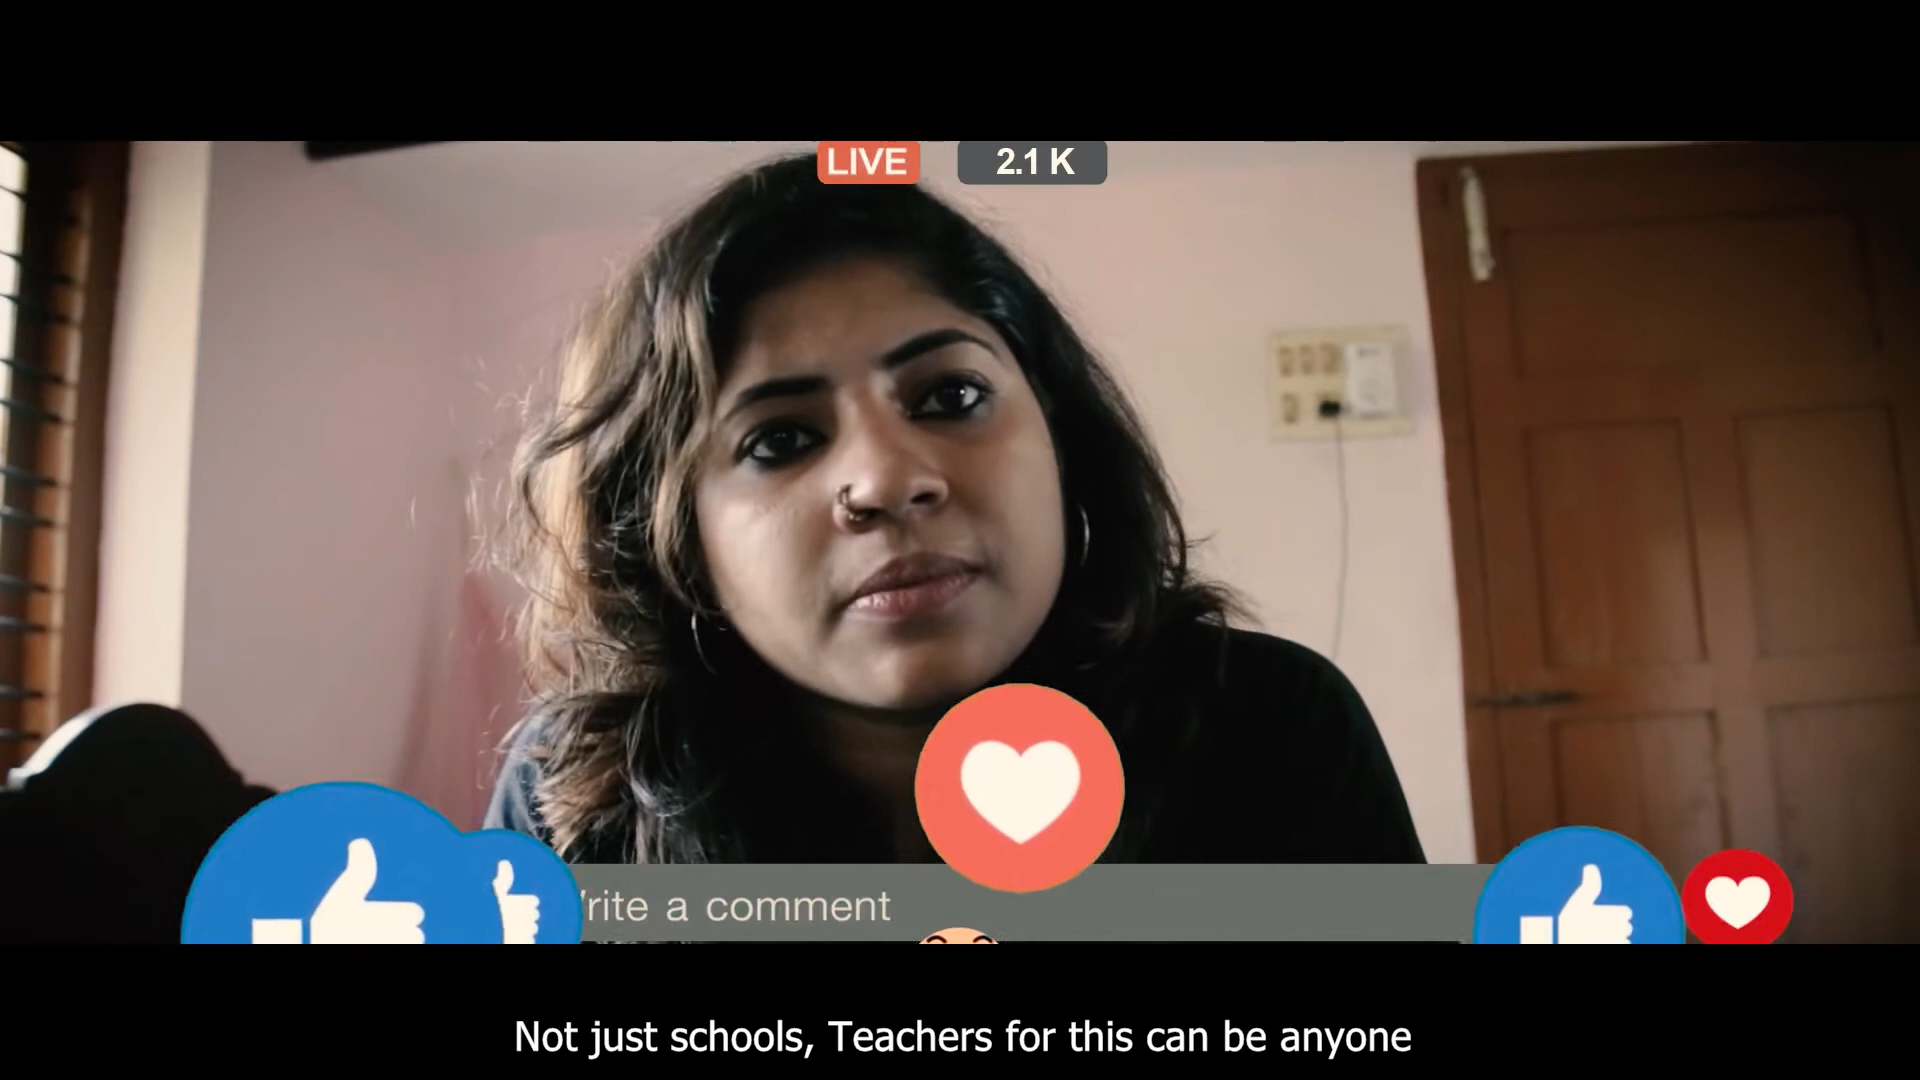 LIVE 2.1 K
rite a comment
Not just schools, Teachers for this can be anyone